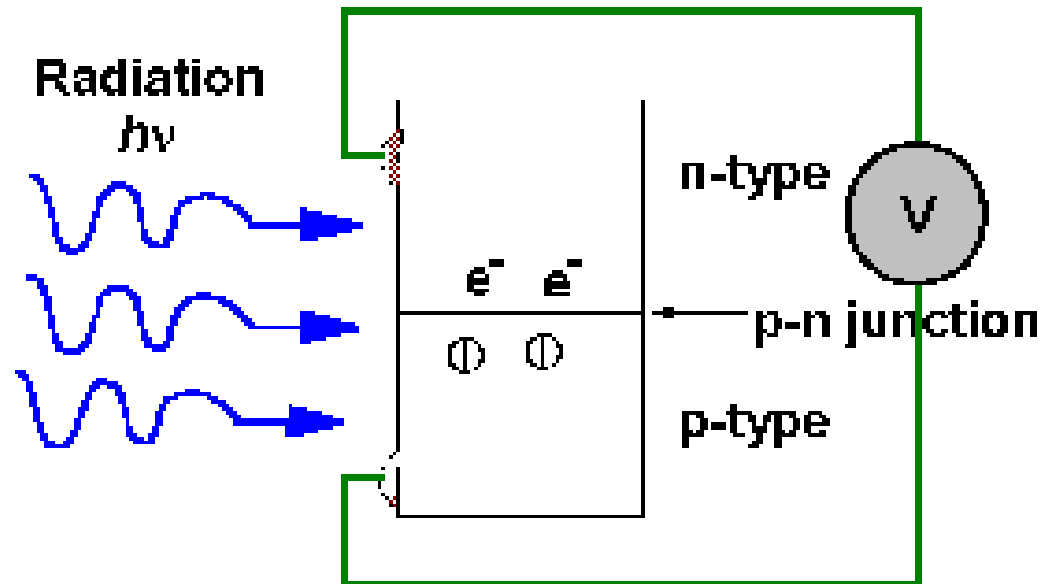 Radiation
hν
n-type
V
e⁻ e⁻
p-n junction
p-type